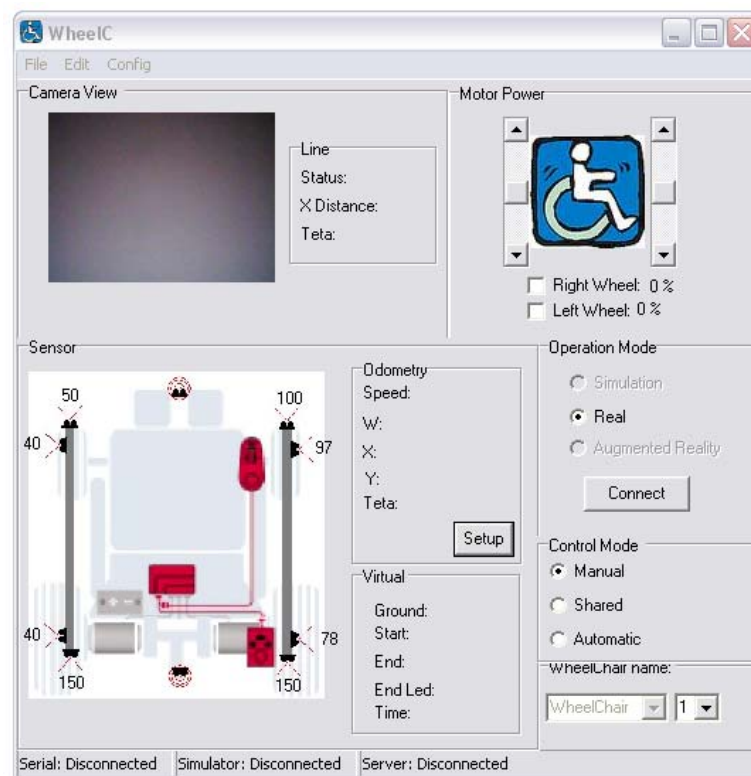 WheelC
File Edit Config
Camera View
Line
Status:
X Distance:
Teta:
Motor Power
Right Wheel: 0 %
Left Wheel: 0 %
Sensor
50
100
40
97
40
78
150
150
Odometry
Speed:
W:
X:
Y:
Teta:
Setup
Virtual
Ground:
Start:
End:
End Led:
Time:
Operation Mode
Simulation
Real
Augmented Reality
Connect
Control Mode
Manual
Shared
Automatic
WheelChair name:
WheelChair 1
Serial: Disconnected Simulator: Disconnected Server: Disconnected